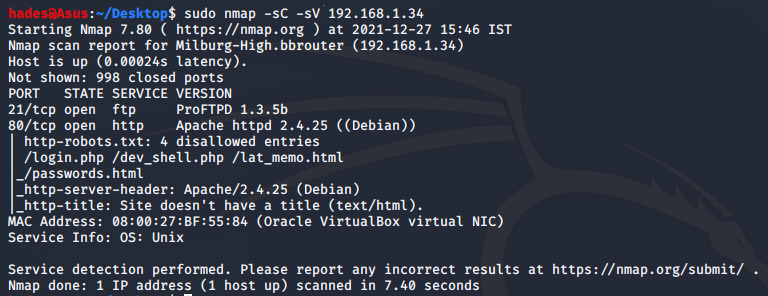 hades@Asus:~/Desktop$ sudo nmap -sC -sV 192.168.1.34
Starting Nmap 7.80 ( https://nmap.org ) at 2021-12-27 15:46 IST
Nmap scan report for Milburg-High.bbrouter (192.168.1.34)
Host is up (0.00024s latency).
Not shown: 998 closed ports
PORT   STATE SERVICE VERSION
21/tcp open  ftp     ProFTPD 1.3.5b
80/tcp open  http    Apache httpd 2.4.25 ((Debian))
| http-robots.txt: 4 disallowed entries
| /login.php /dev_shell.php /lat_memo.html
|_/passwords.html
|_http-server-header: Apache/2.4.25 (Debian)
|_http-title: Site doesn't have a title (text/html).
MAC Address: 08:00:27:BF:55:84 (Oracle VirtualBox virtual NIC)
Service Info: OS: Unix
Service detection performed. Please report any incorrect results at https://nmap.org/submit/ .
Nmap done: 1 IP address (1 host up) scanned in 7.40 seconds